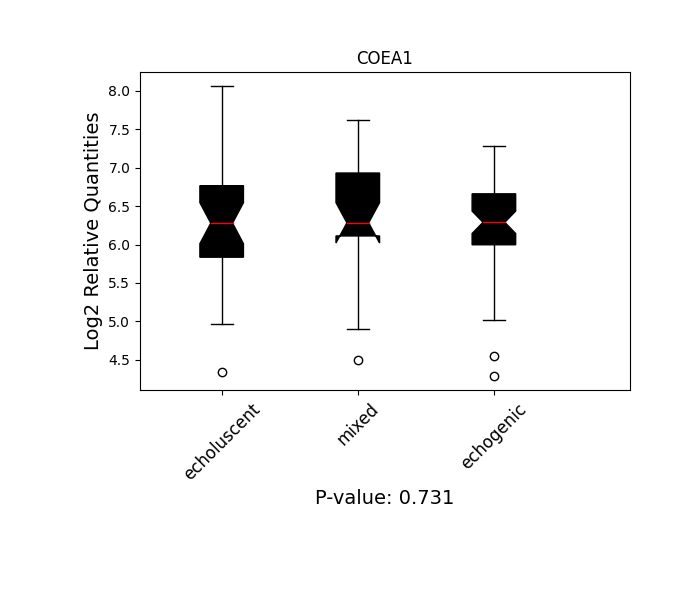 COEA1
Log2 Relative Quantities
8.0
7.5
7.0
6.5
6.0
5.5
5.0
4.5
echoluscent
mixed
echogenic
P-value: 0.731